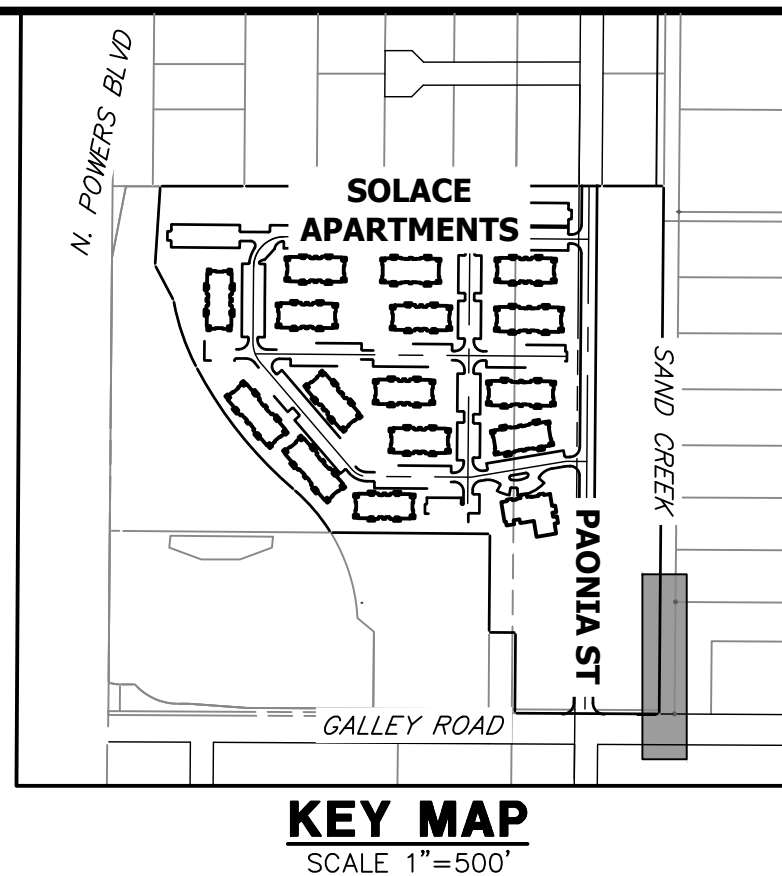 N. POWERS BLVD
SOLACE
APARTMENTS
SAND CREEK
PAONIA ST
GALLEY ROAD
KEY MAP
SCALE 1"=500'